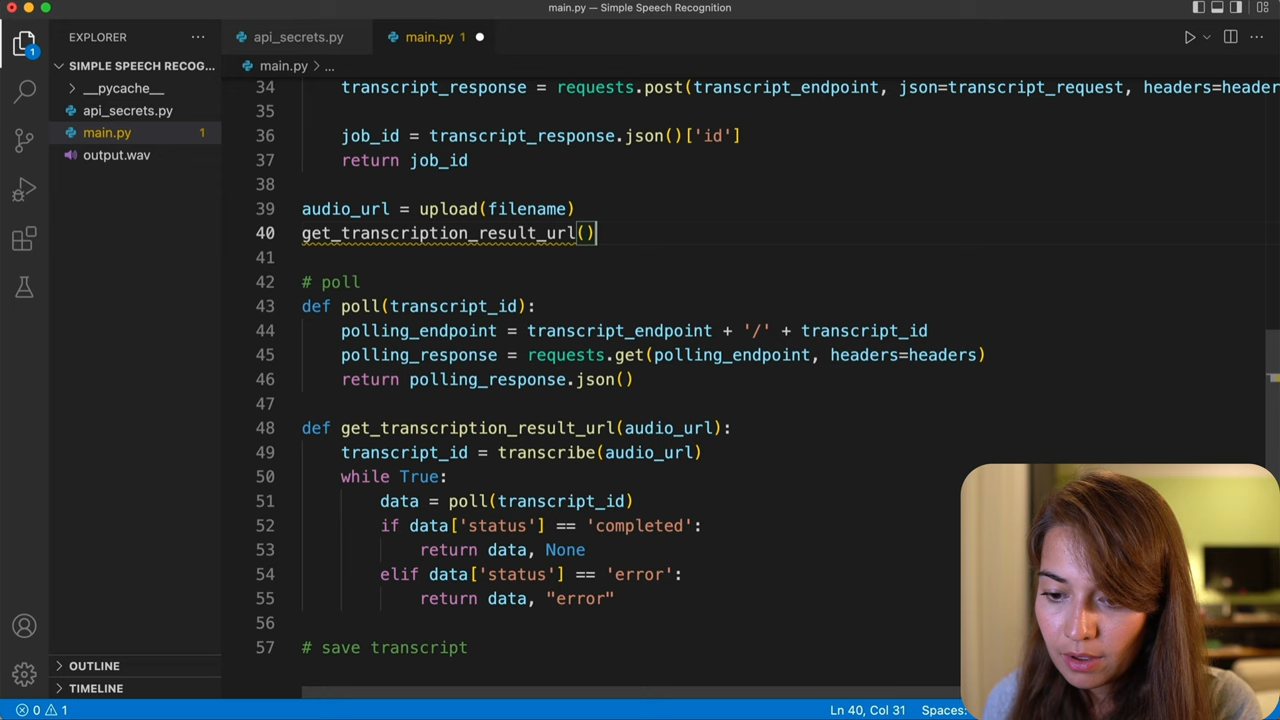 main.py — Simple Speech Recognition
EXPLORER
api_secrets.py
main.py 1
main.py > ...
SIMPLE SPEECH RECOG...
__pycache__
api_secrets.py
main.py 1
output.wav
OUTLINE
TIMELINE
1
34 transcript_response = requests.post(transcript_endpoint, json=transcript_request, headers=header
35
36 job_id = transcript_response.json()['id']
37 return job_id
38
39 audio_url = upload(filename)
40 get_transcription_result_url()
41
42 # poll
43 def poll(transcript_id):
44 polling_endpoint = transcript_endpoint + '/' + transcript_id
45 polling_response = requests.get(polling_endpoint, headers=headers)
46 return polling_response.json()
47
48 def get_transcription_result_url(audio_url):
49 transcript_id = transcribe(audio_url)
50 while True:
51 data = poll(transcript_id)
52 if data['status'] == 'completed':
53 return data, None
54 elif data['status'] == 'error':
55 return data, "error"
56
57 # save transcript
0 1
Ln 40, Col 31 Spaces: